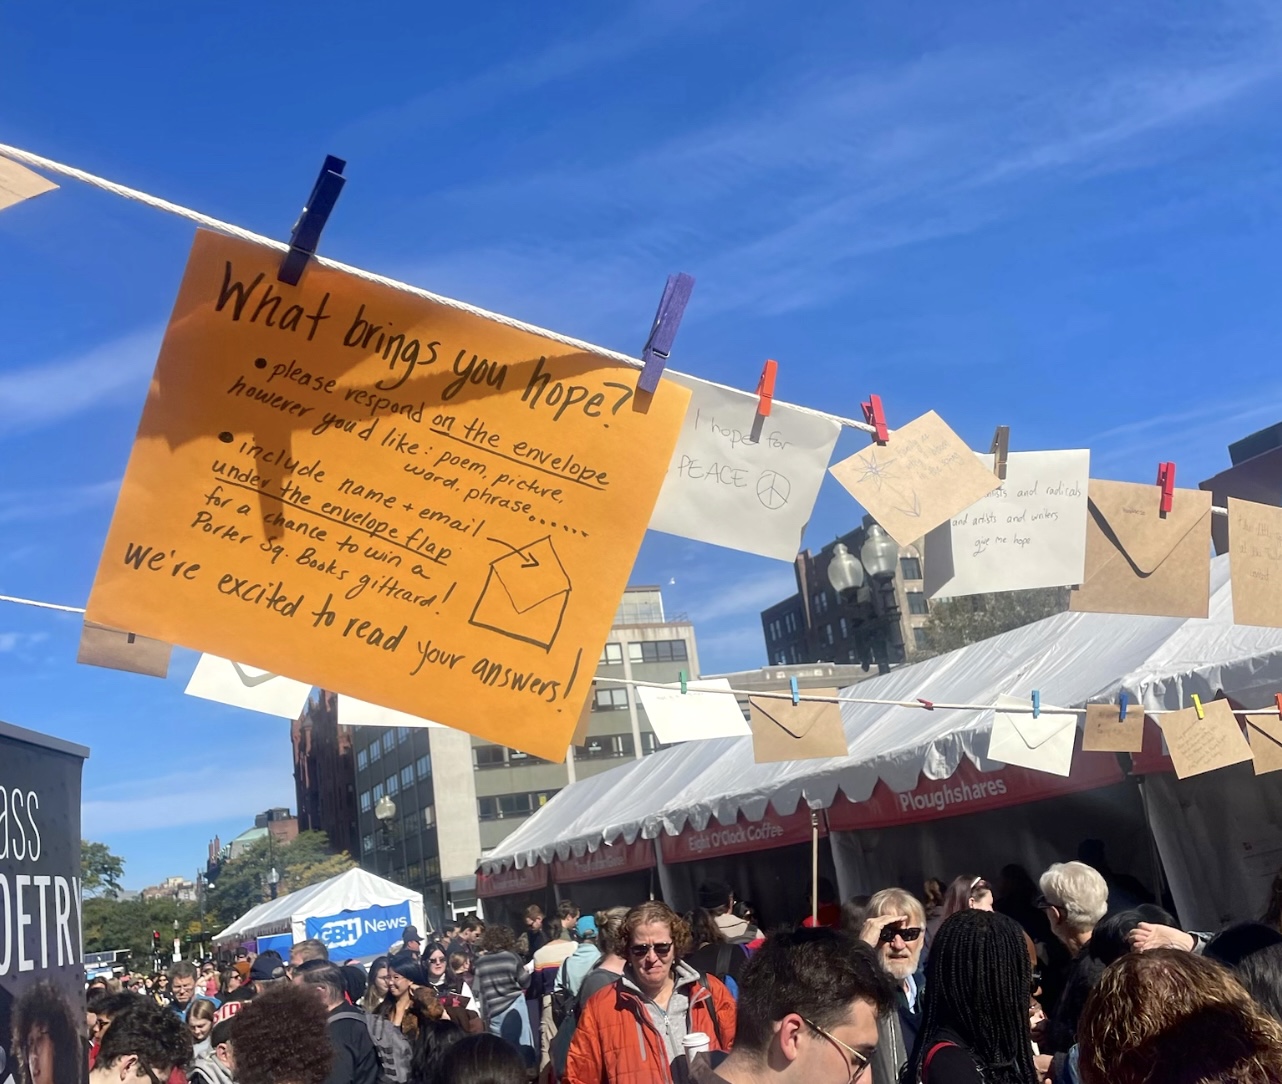 What brings you hope?
• please respond on the envelope
however you'd like: poem, picture,
word, phrase......
• include name + email
under the envelope flap
for a chance to win a
Porter Sq. Books giftcard!
We're excited to read your answers!
I hope for
PEACE
and radicals
and artists and writers
give me hope
Ploughshares
Eight O'Clock Coffee
GBH News
ass
OETRY